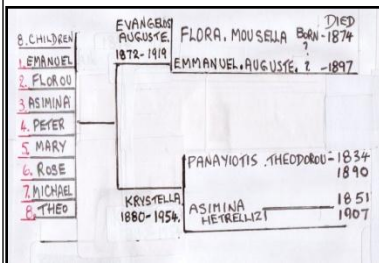 8. CHILDREN
1. EMANUEL
2. FLOROU
3 ASIMINA
4. PETER
5 MARY
6. ROSE
7. MICHAEL
8. THEO
EVANGELOS
AUGUSTE.
1872-1919
KRYSTELLA
1880-1954.
DIED
FLORA. MOUSELLA BORN -1874
?
EMMANUEL. AUGUSTE. ? -1897
PANAYIOTIS .THEODOROU- 1834
1890
ASIMINA 1851
HETRELLIZI 1907